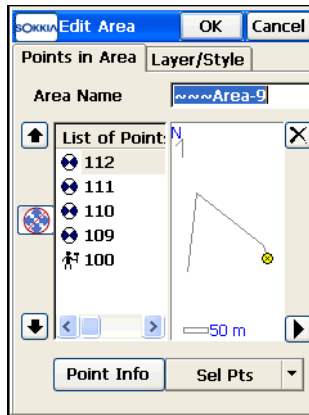 SOKKIA Edit Area OK Cancel
Points in Area Layer/Style
Area Name ~~~Area-9
List of Point:
N
112
111
110
109
100
50 m
Point Info Sel Pts